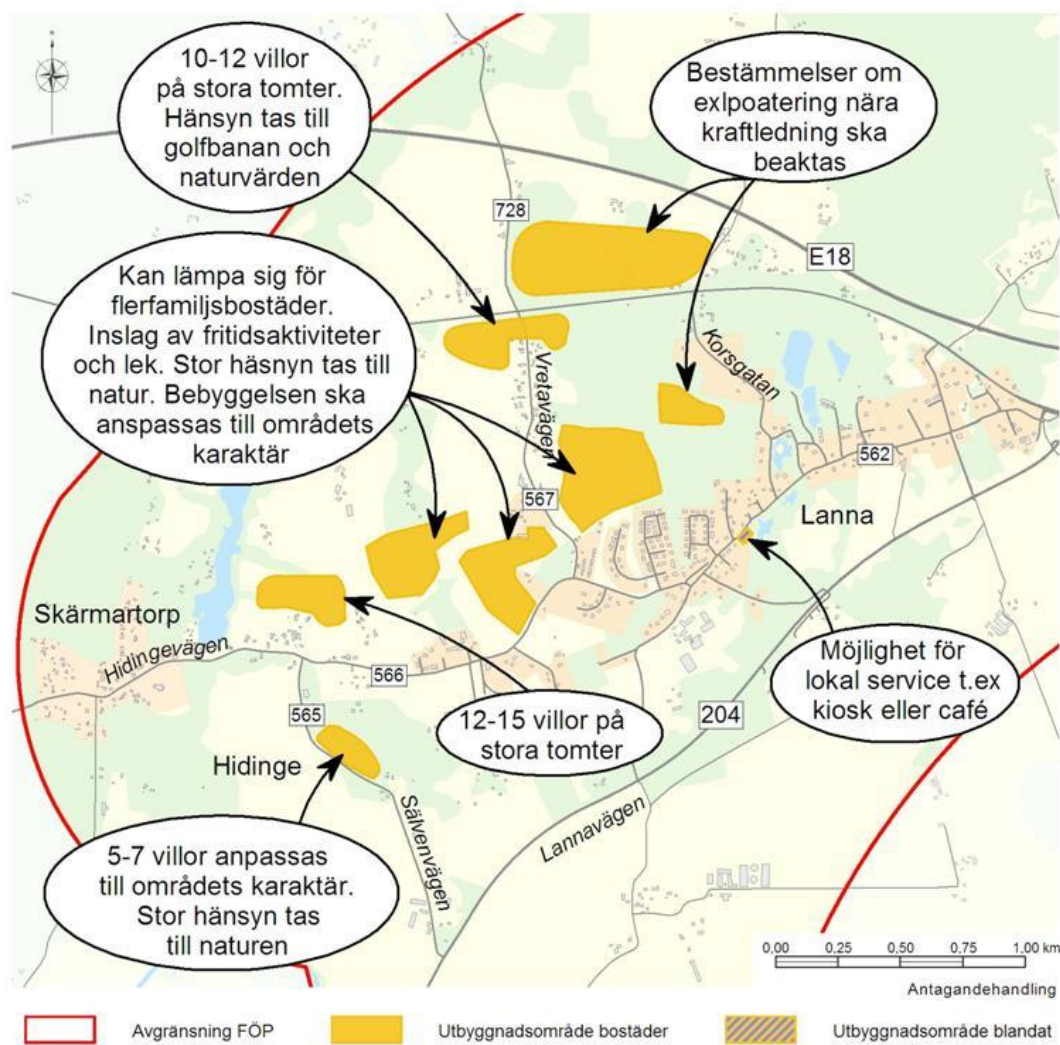 N
10-12 villor
på stora tomter.
Hänsyn tas till
golfbanan och
naturvärden
Bestämmelser om
exlpoatering nära
kraftledning ska
beaktas
728
E18
Kan lämpa sig för
flerfamiljsbostäder.
Inslag av fritidsaktiviteter
och lek. Stor häsnyn tas till
natur. Bebyggelsen ska
anspassas till områdets
karaktär
Korsgatan
Vretavägen
562
567
Lanna
Skärmartorp
Hidingevägen
566
Möjlighet för
lokal service t.ex
kiosk eller café
12-15 villor på
stora tomter
204
565
Hidinge
Sälvenvägen
Lannavägen
5-7 villor anpassas
till områdets karaktär.
Stor hänsyn tas
till naturen
0,00 0,25 0,50 0,75 1,00 km
Antagandehandling
Avgränsning FÖP
Utbyggnadsområde bostäder
Utbyggnadsområde blandat